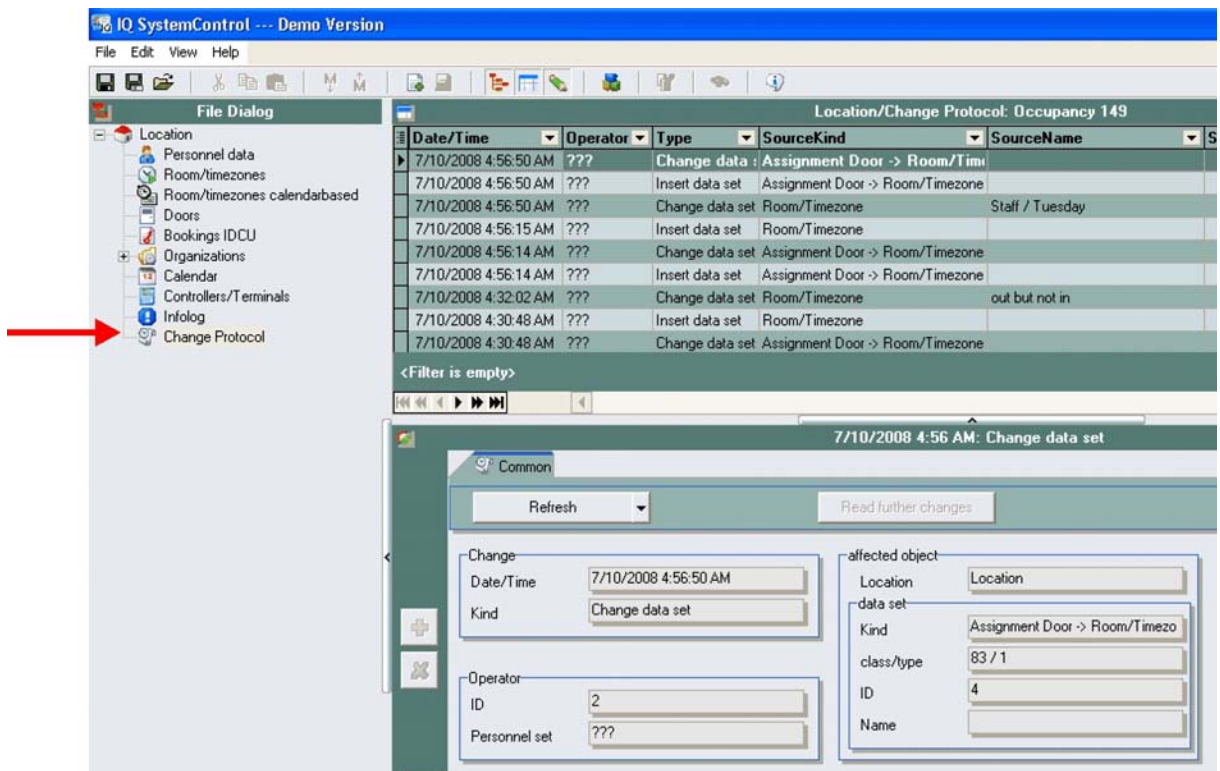 IQ SystemControl --- Demo Version
File Edit View Help
File Dialog
Location
Personnel data
Room/timezones
Room/timezones calendarbased
Doors
Bookings IDCU
Organizations
Calendar
Controllers/Terminals
Infolog
Change Protocol
Location/Change Protocol: Occupancy 149
Date/Time Operator Type SourceKind SourceName S
7/10/2008 4:56:50 AM ??? Change data s Assignment Door -> Room/Time
7/10/2008 4:56:50 AM ??? Insert data set Assignment Door -> Room/Timezone
7/10/2008 4:56:50 AM ??? Change data set Room/Timezone Staff / Tuesday
7/10/2008 4:56:15 AM ??? Insert data set Room/Timezone
7/10/2008 4:56:14 AM ??? Change data set Assignment Door -> Room/Timezone
7/10/2008 4:56:14 AM ??? Insert data set Assignment Door -> Room/Timezone
7/10/2008 4:32:02 AM ??? Change data set Room/Timezone out but not in
7/10/2008 4:30:48 AM ??? Insert data set Room/Timezone
7/10/2008 4:30:48 AM ??? Change data set Assignment Door -> Room/Timezone
<Filter is empty>
7/10/2008 4:56 AM: Change data set
Common
Refresh Read further changes
Change
Date/Time 7/10/2008 4:56:50 AM
Kind Change data set
Operator
ID 2
Personnel set ???
affected object
Location Location
data set
Kind Assignment Door -> Room/Timezo
class/type 83 / 1
ID 4
Name